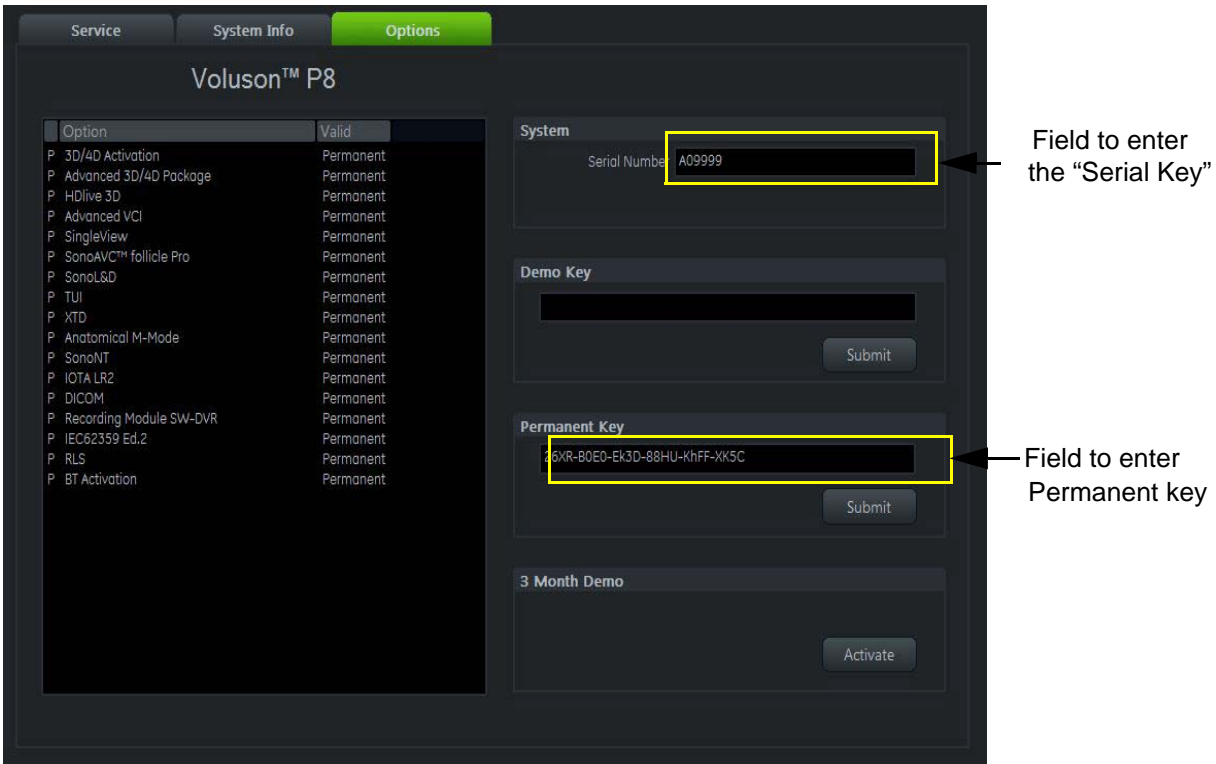 Service System Info Options
Voluson™ P8
Option Valid
P 3D/4D Activation Permanent
P Advanced 3D/4D Package Permanent
P HDlive 3D Permanent
P Advanced VCI Permanent
P SingleView Permanent
P SonoAVC™ follicle Pro Permanent
P SonoL&D Permanent
P TUI Permanent
P XTD Permanent
P Anatomical M-Mode Permanent
P SonoNT Permanent
P IOTA LR2 Permanent
P DICOM Permanent
P Recording Module SW-DVR Permanent
P IEC62359 Ed.2 Permanent
P RLS Permanent
P BT Activation Permanent
System
Serial Number A09999
Demo Key
Submit
Permanent Key
26XR-B0E0-Ek3D-88HU-KhFF-XK5C
Submit
3 Month Demo
Activate
Field to enter
the “Serial Key”
Field to enter
Permanent key